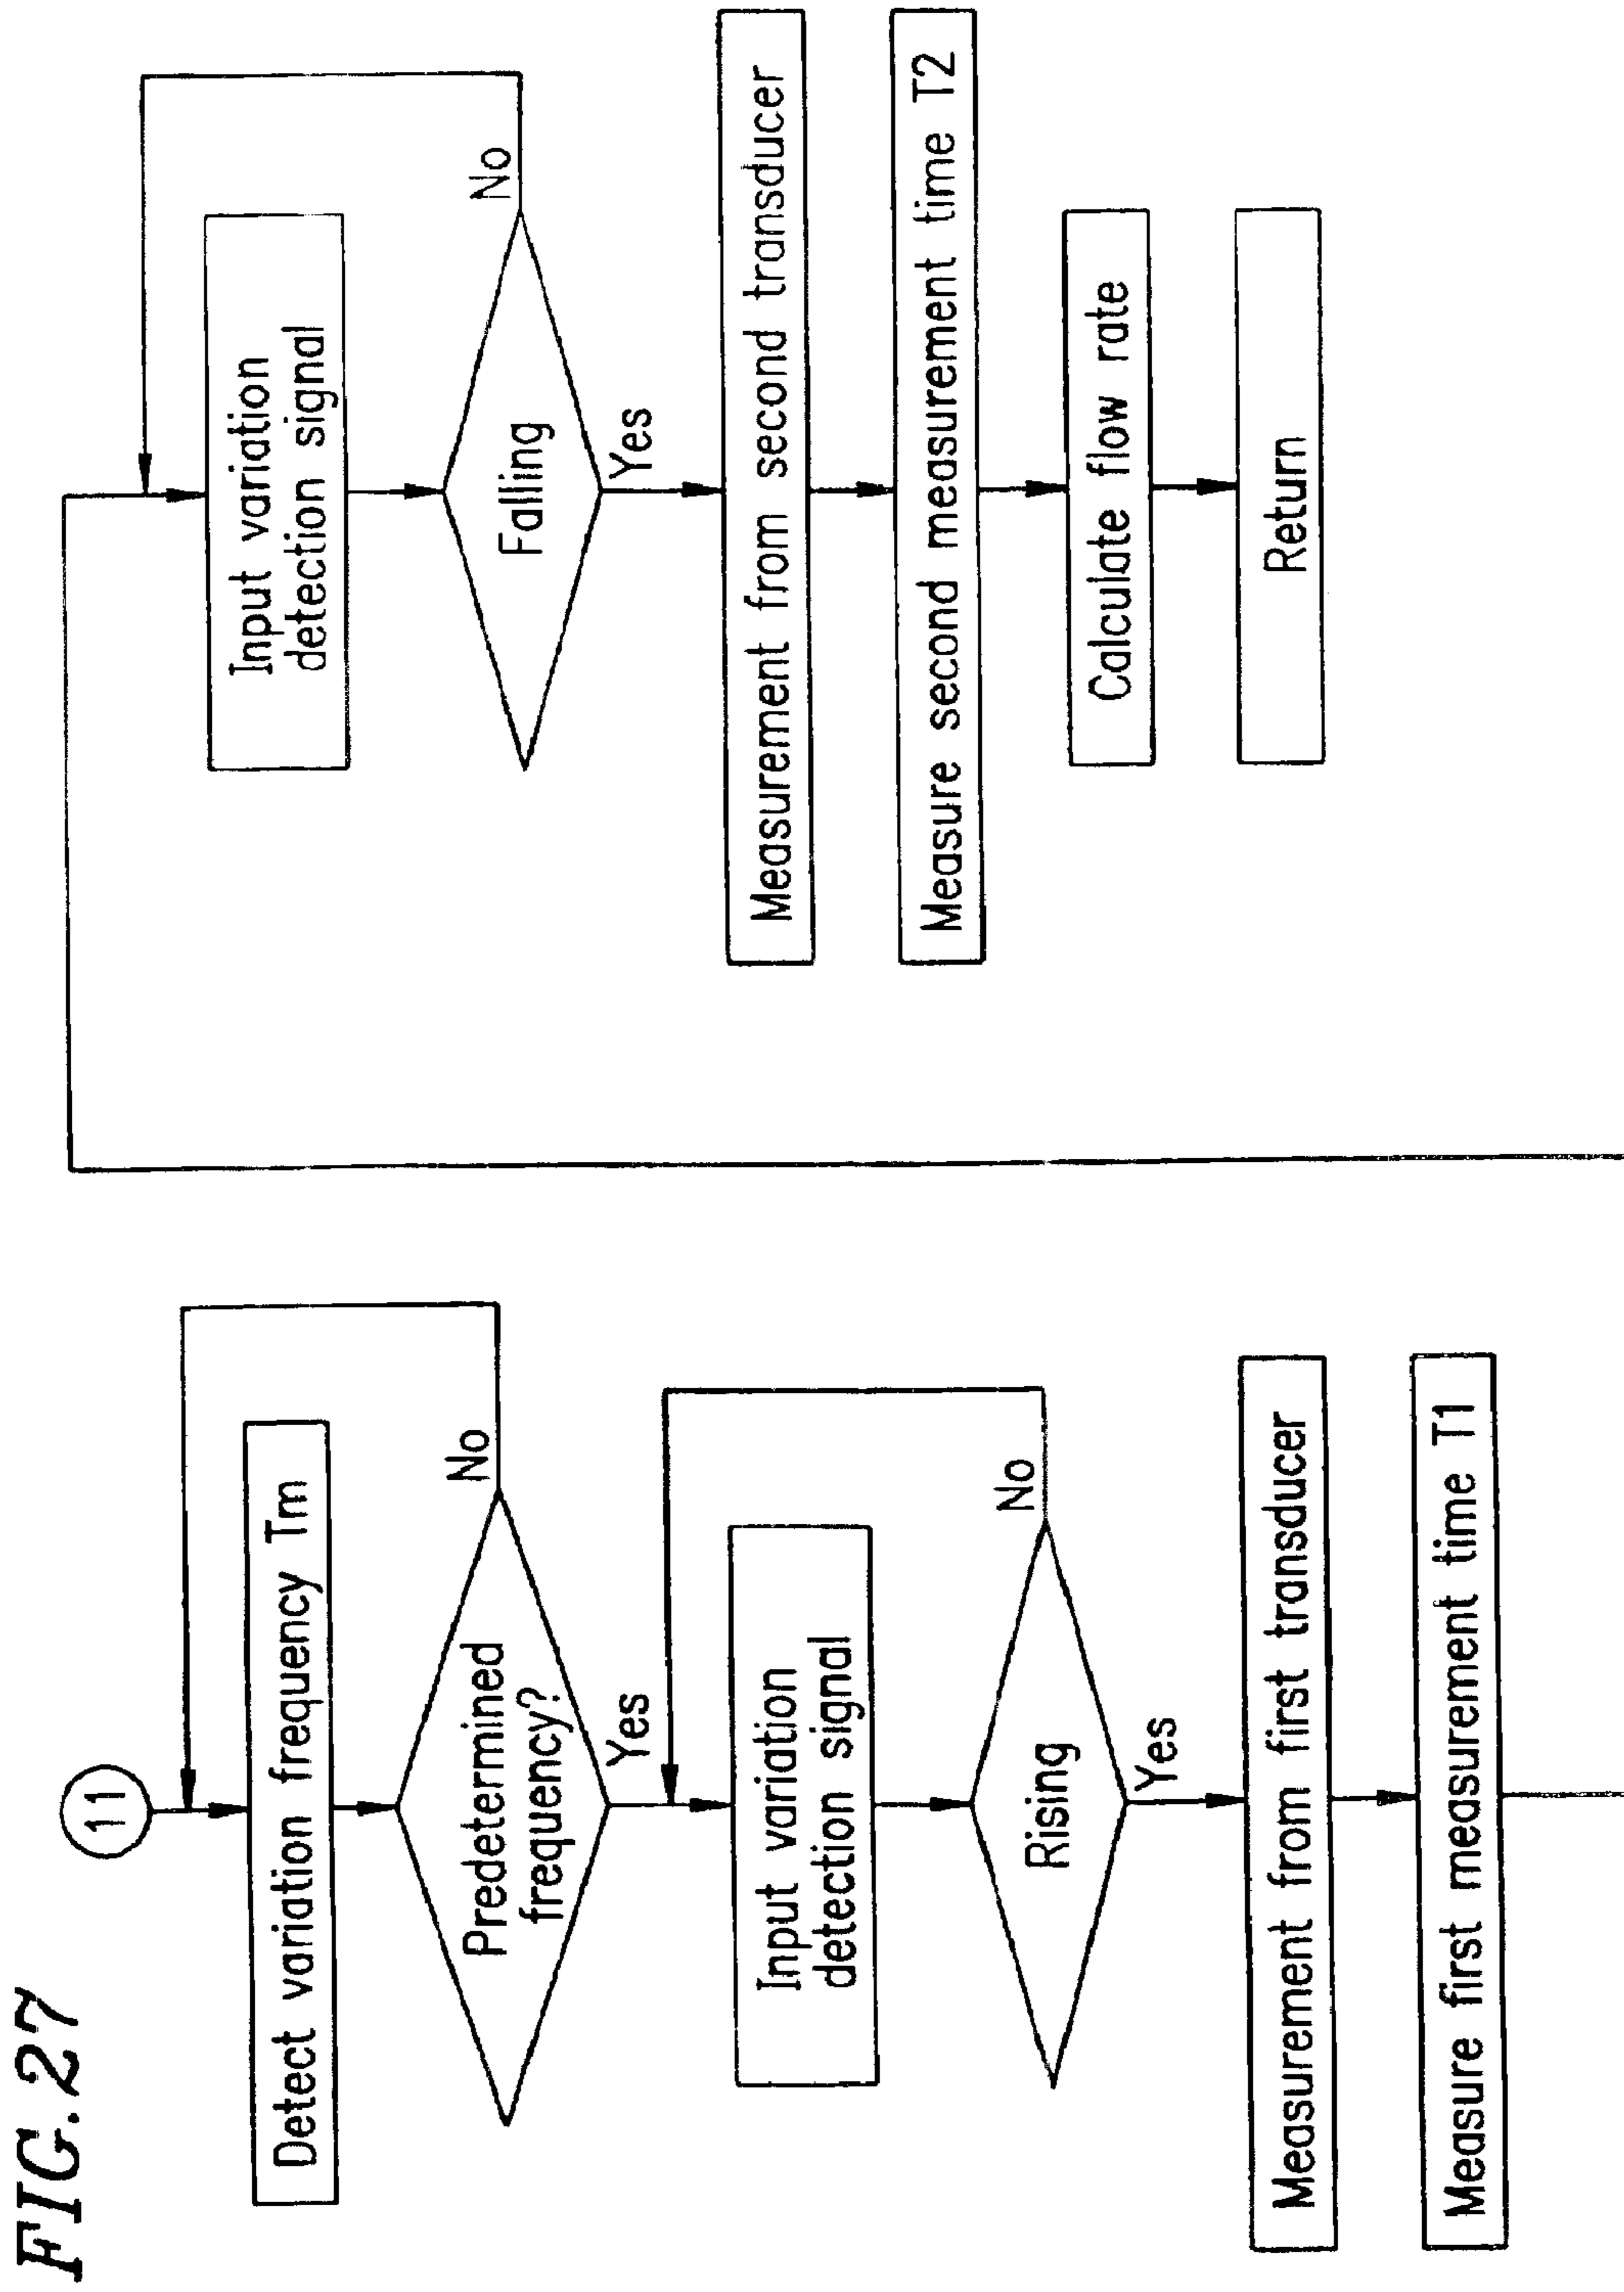 FIG.27
11
Detect variation frequency Tm
Predetermined
frequency?
No
Yes
Input variation
detection signal
Rising
No
Yes
Measurement from first transducer
Measure first measurement time T1
Input variation
detection signal
Falling
No
Yes
Measurement from second transducer
Measure second measurement time T2
Calculate flow rate
Return